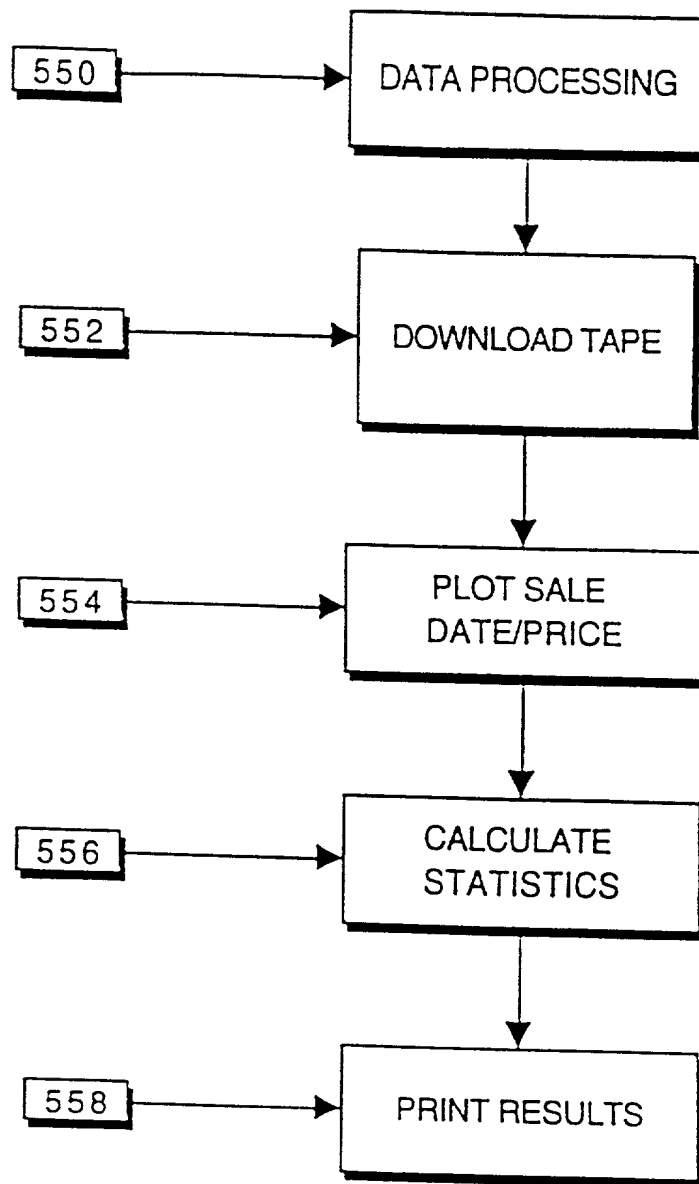 550
DATA PROCESSING
552
DOWNLOAD TAPE
554
PLOT SALE
DATE/PRICE
556
CALCULATE
STATISTICS
558
PRINT RESULTS